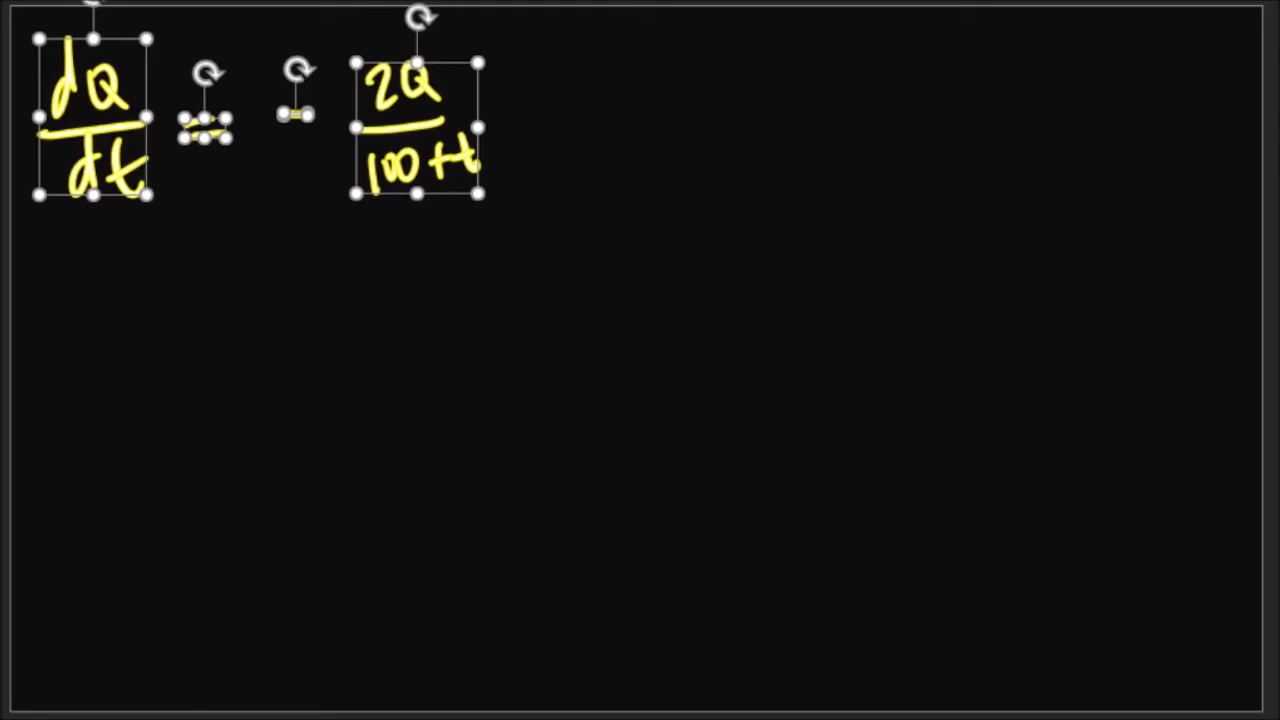 dQ/dt = - 2Q/100+t